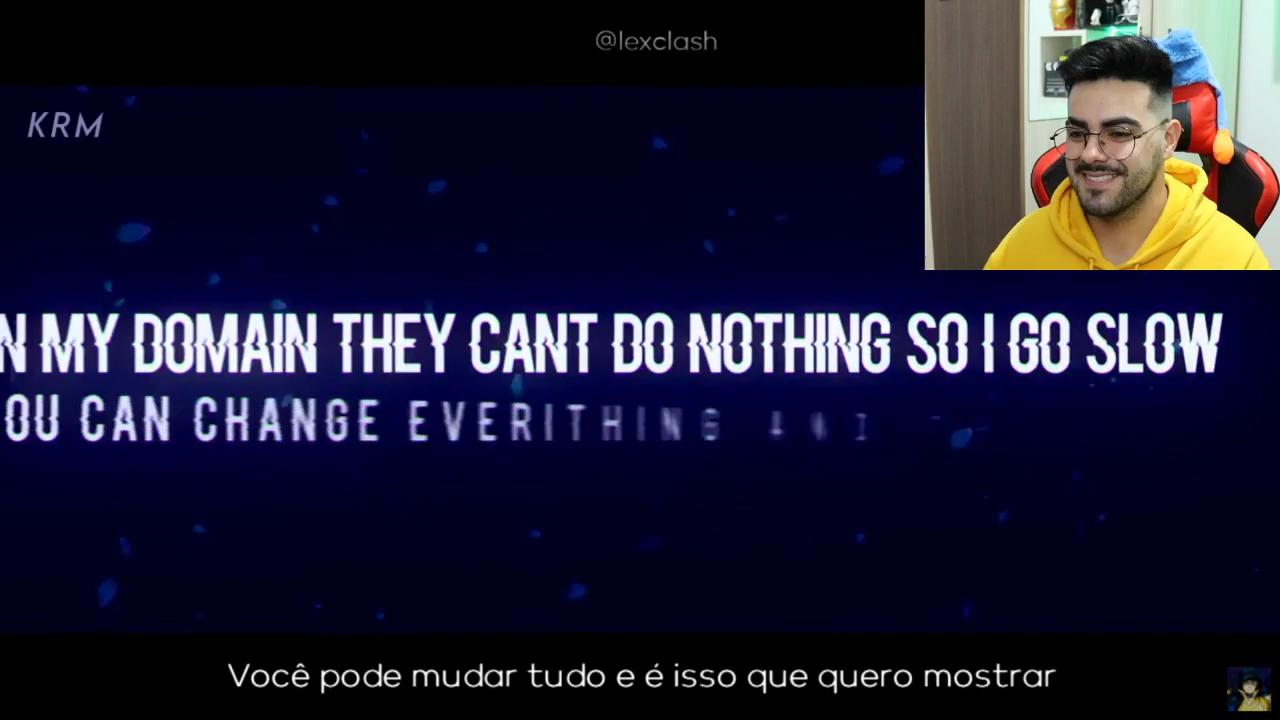 @lexclash
KRM
N MY DOMAIN THEY CANT DO NOTHING SO I GO SLOW
OU CAN CHANGE EVERITHING
Você pode mudar tudo e é isso que quero mostrar